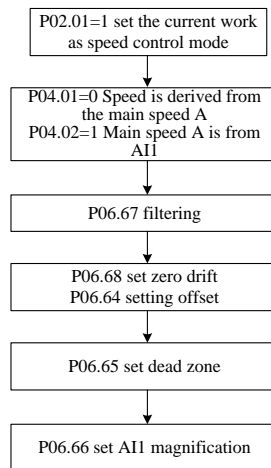 P02.01=1 set the current work
as speed control mode
P04.01=0 Speed is derived from
the main speed A
P04.02=1 Main speed A is from
AI1
P06.67 filtering
P06.68 set zero drift
P06.64 setting offset
P06.65 set dead zone
P06.66 set AI1 magnification